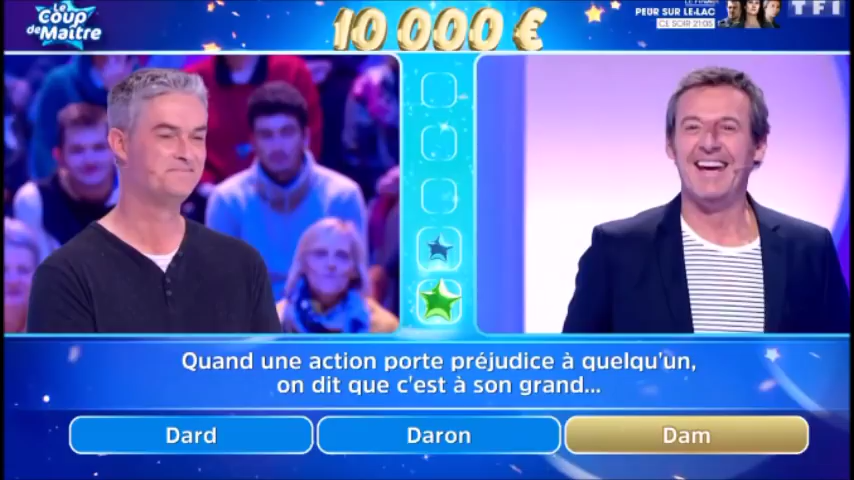 Le
Coup
de Maître
10 000 €
PEUR SUR LE LAC
CE SOIR 21:05
TF1
Quand une action porte préjudice à quelqu'un,
on dit que c'est à son grand...
Dard
Daron
Dam